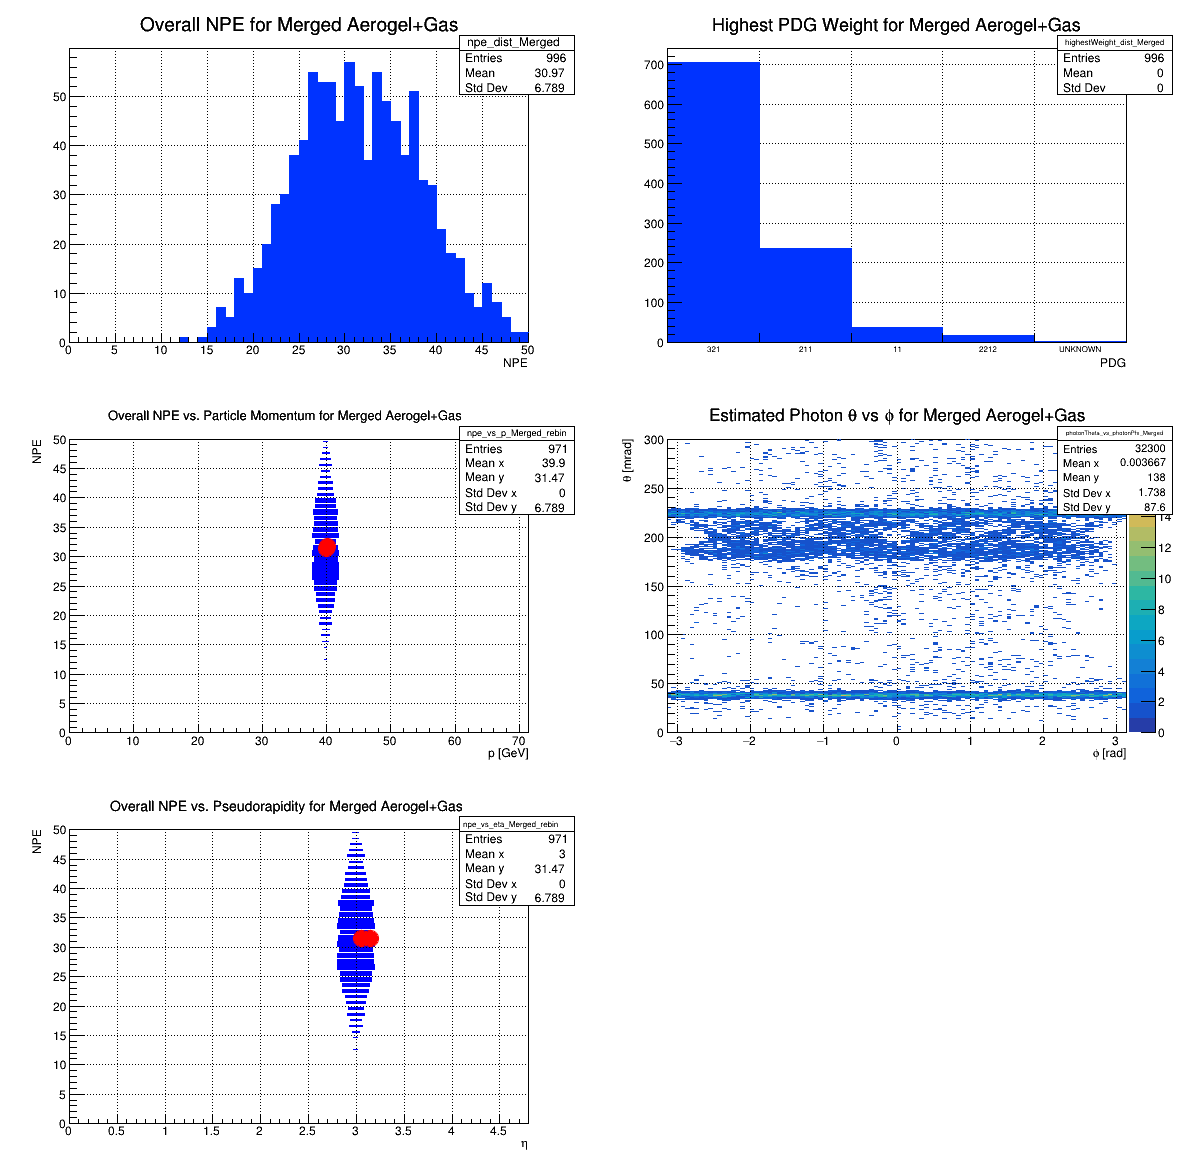 Overall NPE for Merged Aerogel+Gas
npe_dist_Merged
Entries 996
Mean 30.97
Std Dev 6.789
50
40
30
20
10
0
0 5 10 15 20 25 30 35 40 45 50
NPE
Highest PDG Weight for Merged Aerogel+Gas
highestWeight_dist_Merged
Entries 996
Mean 0
Std Dev 0
700
600
500
400
300
200
100
0
321 211 11 2212 UNKNOWN
PDG
Overall NPE vs. Particle Momentum for Merged Aerogel+Gas
npe_vs_p_Merged_rebin
Entries 971
Mean x 39.9
Mean y 31.47
Std Dev x 0
Std Dev y 6.789
NPE
50
45
40
35
30
25
20
15
10
5
0
0 10 20 30 40 50 60 70
p [GeV]
Estimated Photon θ vs ϕ for Merged Aerogel+Gas
photonTheta_vs_photonPhi_Merged
Entries 32300
Mean x 0.003667
Mean y 138
Std Dev x 1.738
Std Dev y 87.6
θ [mrad]
300
250
200
150
100
50
0
−3 −2 −1 0 1 2 3
ϕ [rad]
14
12
10
8
6
4
2
0
Overall NPE vs. Pseudorapidity for Merged Aerogel+Gas
npe_vs_eta_Merged_rebin
Entries 971
Mean x 3
Mean y 31.47
Std Dev x 0
Std Dev y 6.789
NPE
50
45
40
35
30
25
20
15
10
5
0
0 0.5 1 1.5 2 2.5 3 3.5 4 4.5
η